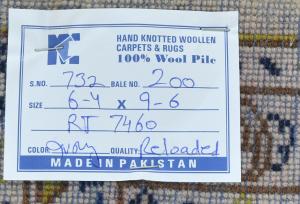 HAND KNOTTED WOOLLEN
CARPETS & RUGS
100% Wool Pile
S.NO. 732 BALE NO. 200
SIZE 6-4 x 9-6
RT 7460
COLOR: Ivory QUALITY: Reloaded
MADE IN PAKISTAN